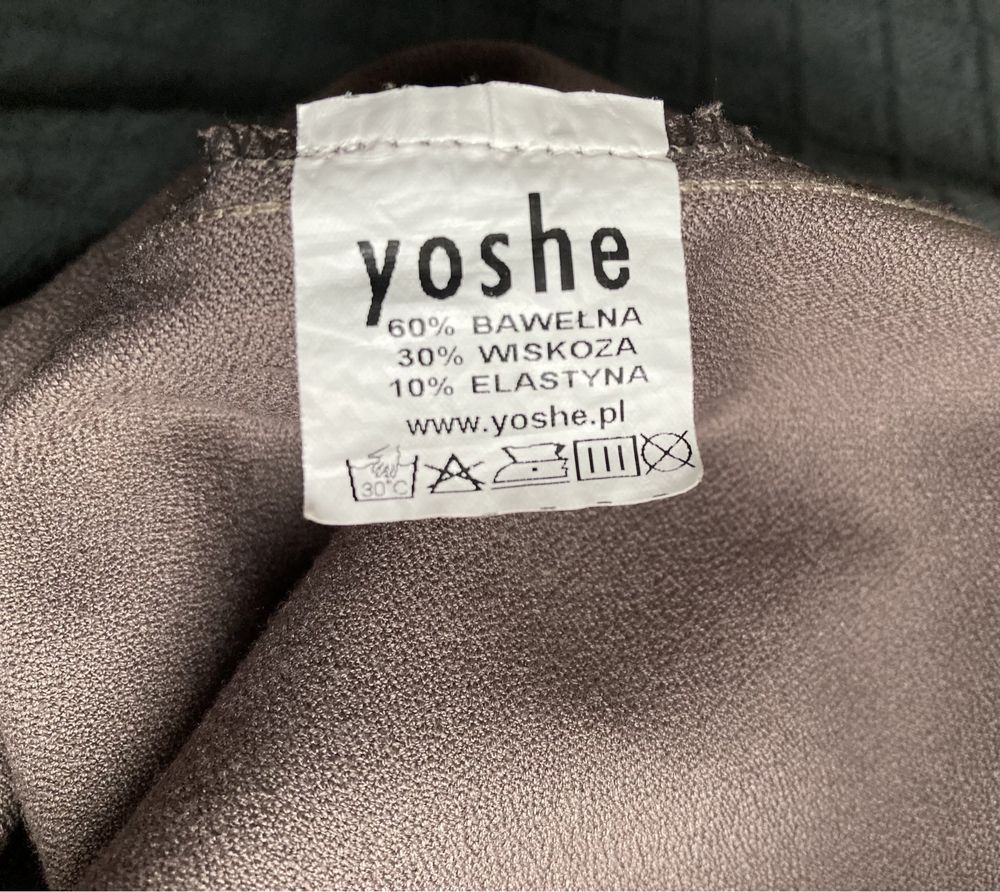 yoshe
60% BAWEŁNA
30% WISKOZA
10% ELASTYNA
www.yoshe.pl
30°C